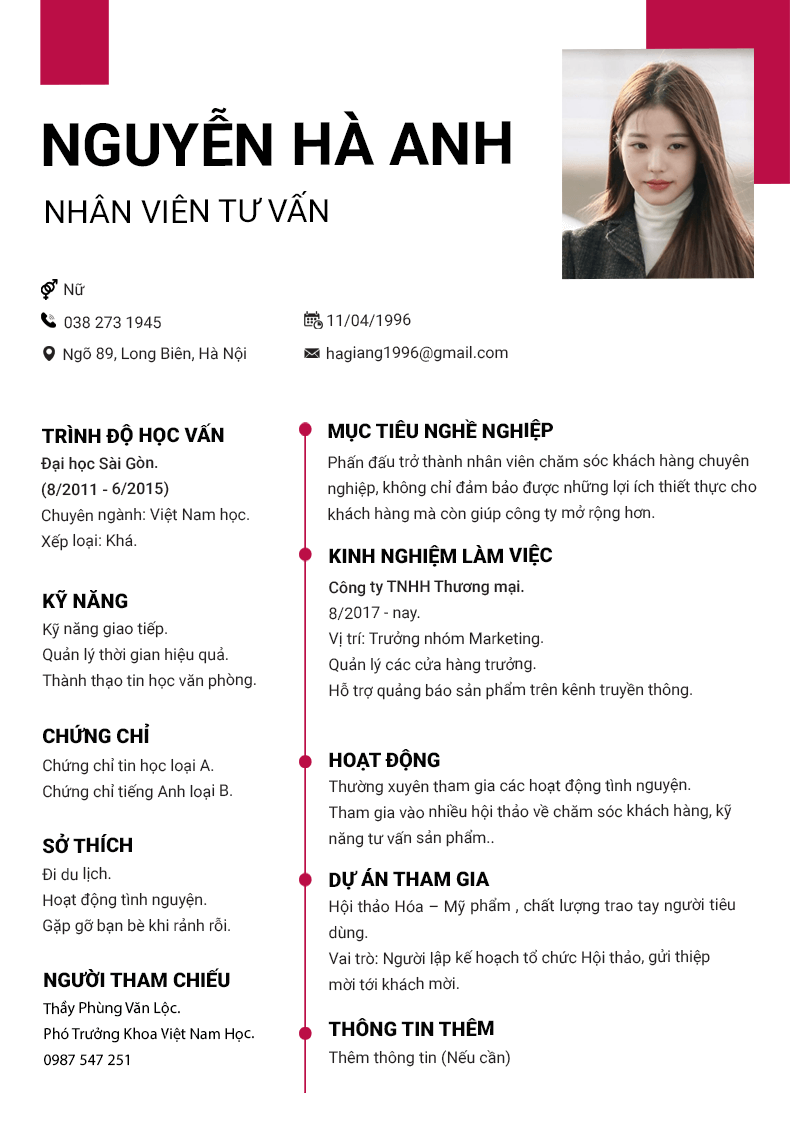 NGUYỄN HÀ ANH
NHÂN VIÊN TƯ VẤN
Nữ
038 273 1945
11/04/1996
Ngõ 89, Long Biên, Hà Nội
hagiang1996@gmail.com
TRÌNH ĐỘ HỌC VẤN
Đại học Sài Gòn.
(8/2011 - 6/2015)
Chuyên ngành: Việt Nam học.
Xếp loại: Khá.
KỸ NĂNG
Kỹ năng giao tiếp.
Quản lý thời gian hiệu quả.
Thành thạo tin học văn phòng.
CHỨNG CHỈ
Chứng chỉ tin học loại A.
Chứng chỉ tiếng Anh loại B.
SỞ THÍCH
Đi du lịch.
Hoạt động tình nguyện.
Gặp gỡ bạn bè khi rảnh rỗi.
NGƯỜI THAM CHIẾU
Thầy Phùng Văn Lộc.
Phó Trưởng Khoa Việt Nam Học.
0987 547 251
MỤC TIÊU NGHỀ NGHIỆP
Phấn đấu trở thành nhân viên chăm sóc khách hàng chuyên
nghiệp, không chỉ đảm bảo được những lợi ích thiết thực cho
khách hàng mà còn giúp công ty mở rộng hơn.
KINH NGHIỆM LÀM VIỆC
Công ty TNHH Thương mại.
8/2017 - nay.
Vị trí: Trưởng nhóm Marketing.
Quản lý các cửa hàng trưởng.
Hỗ trợ quảng báo sản phẩm trên kênh truyền thông.
HOẠT ĐỘNG
Thường xuyên tham gia các hoạt động tình nguyện.
Tham gia vào nhiều hội thảo về chăm sóc khách hàng, kỹ
năng tư vấn sản phẩm..
DỰ ÁN THAM GIA
Hội thảo Hóa – Mỹ phẩm , chất lượng trao tay người tiêu
dùng.
Vai trò: Người lập kế hoạch tổ chức Hội thảo, gửi thiệp
mời tới khách mời.
THÔNG TIN THÊM
Thêm thông tin (Nếu cần)